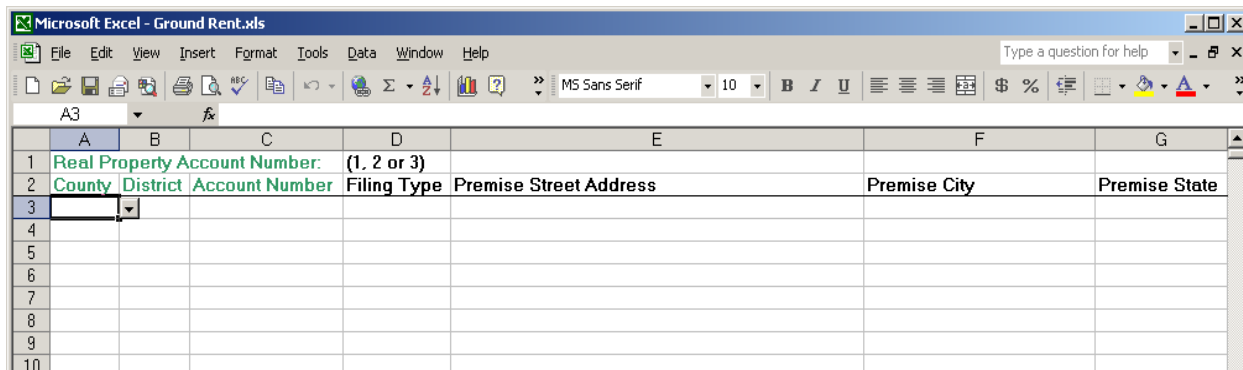 Microsoft Excel - Ground Rent.xls
File Edit View Insert Format Tools Data Window Help Type a question for help
MS Sans Serif 10 B I U $ %
A3 fx
A B C D E F G
1 Real Property Account Number: (1, 2 or 3)
2 County District Account Number Filing Type Premise Street Address Premise City Premise State
3
4
5
6
7
8
9
10